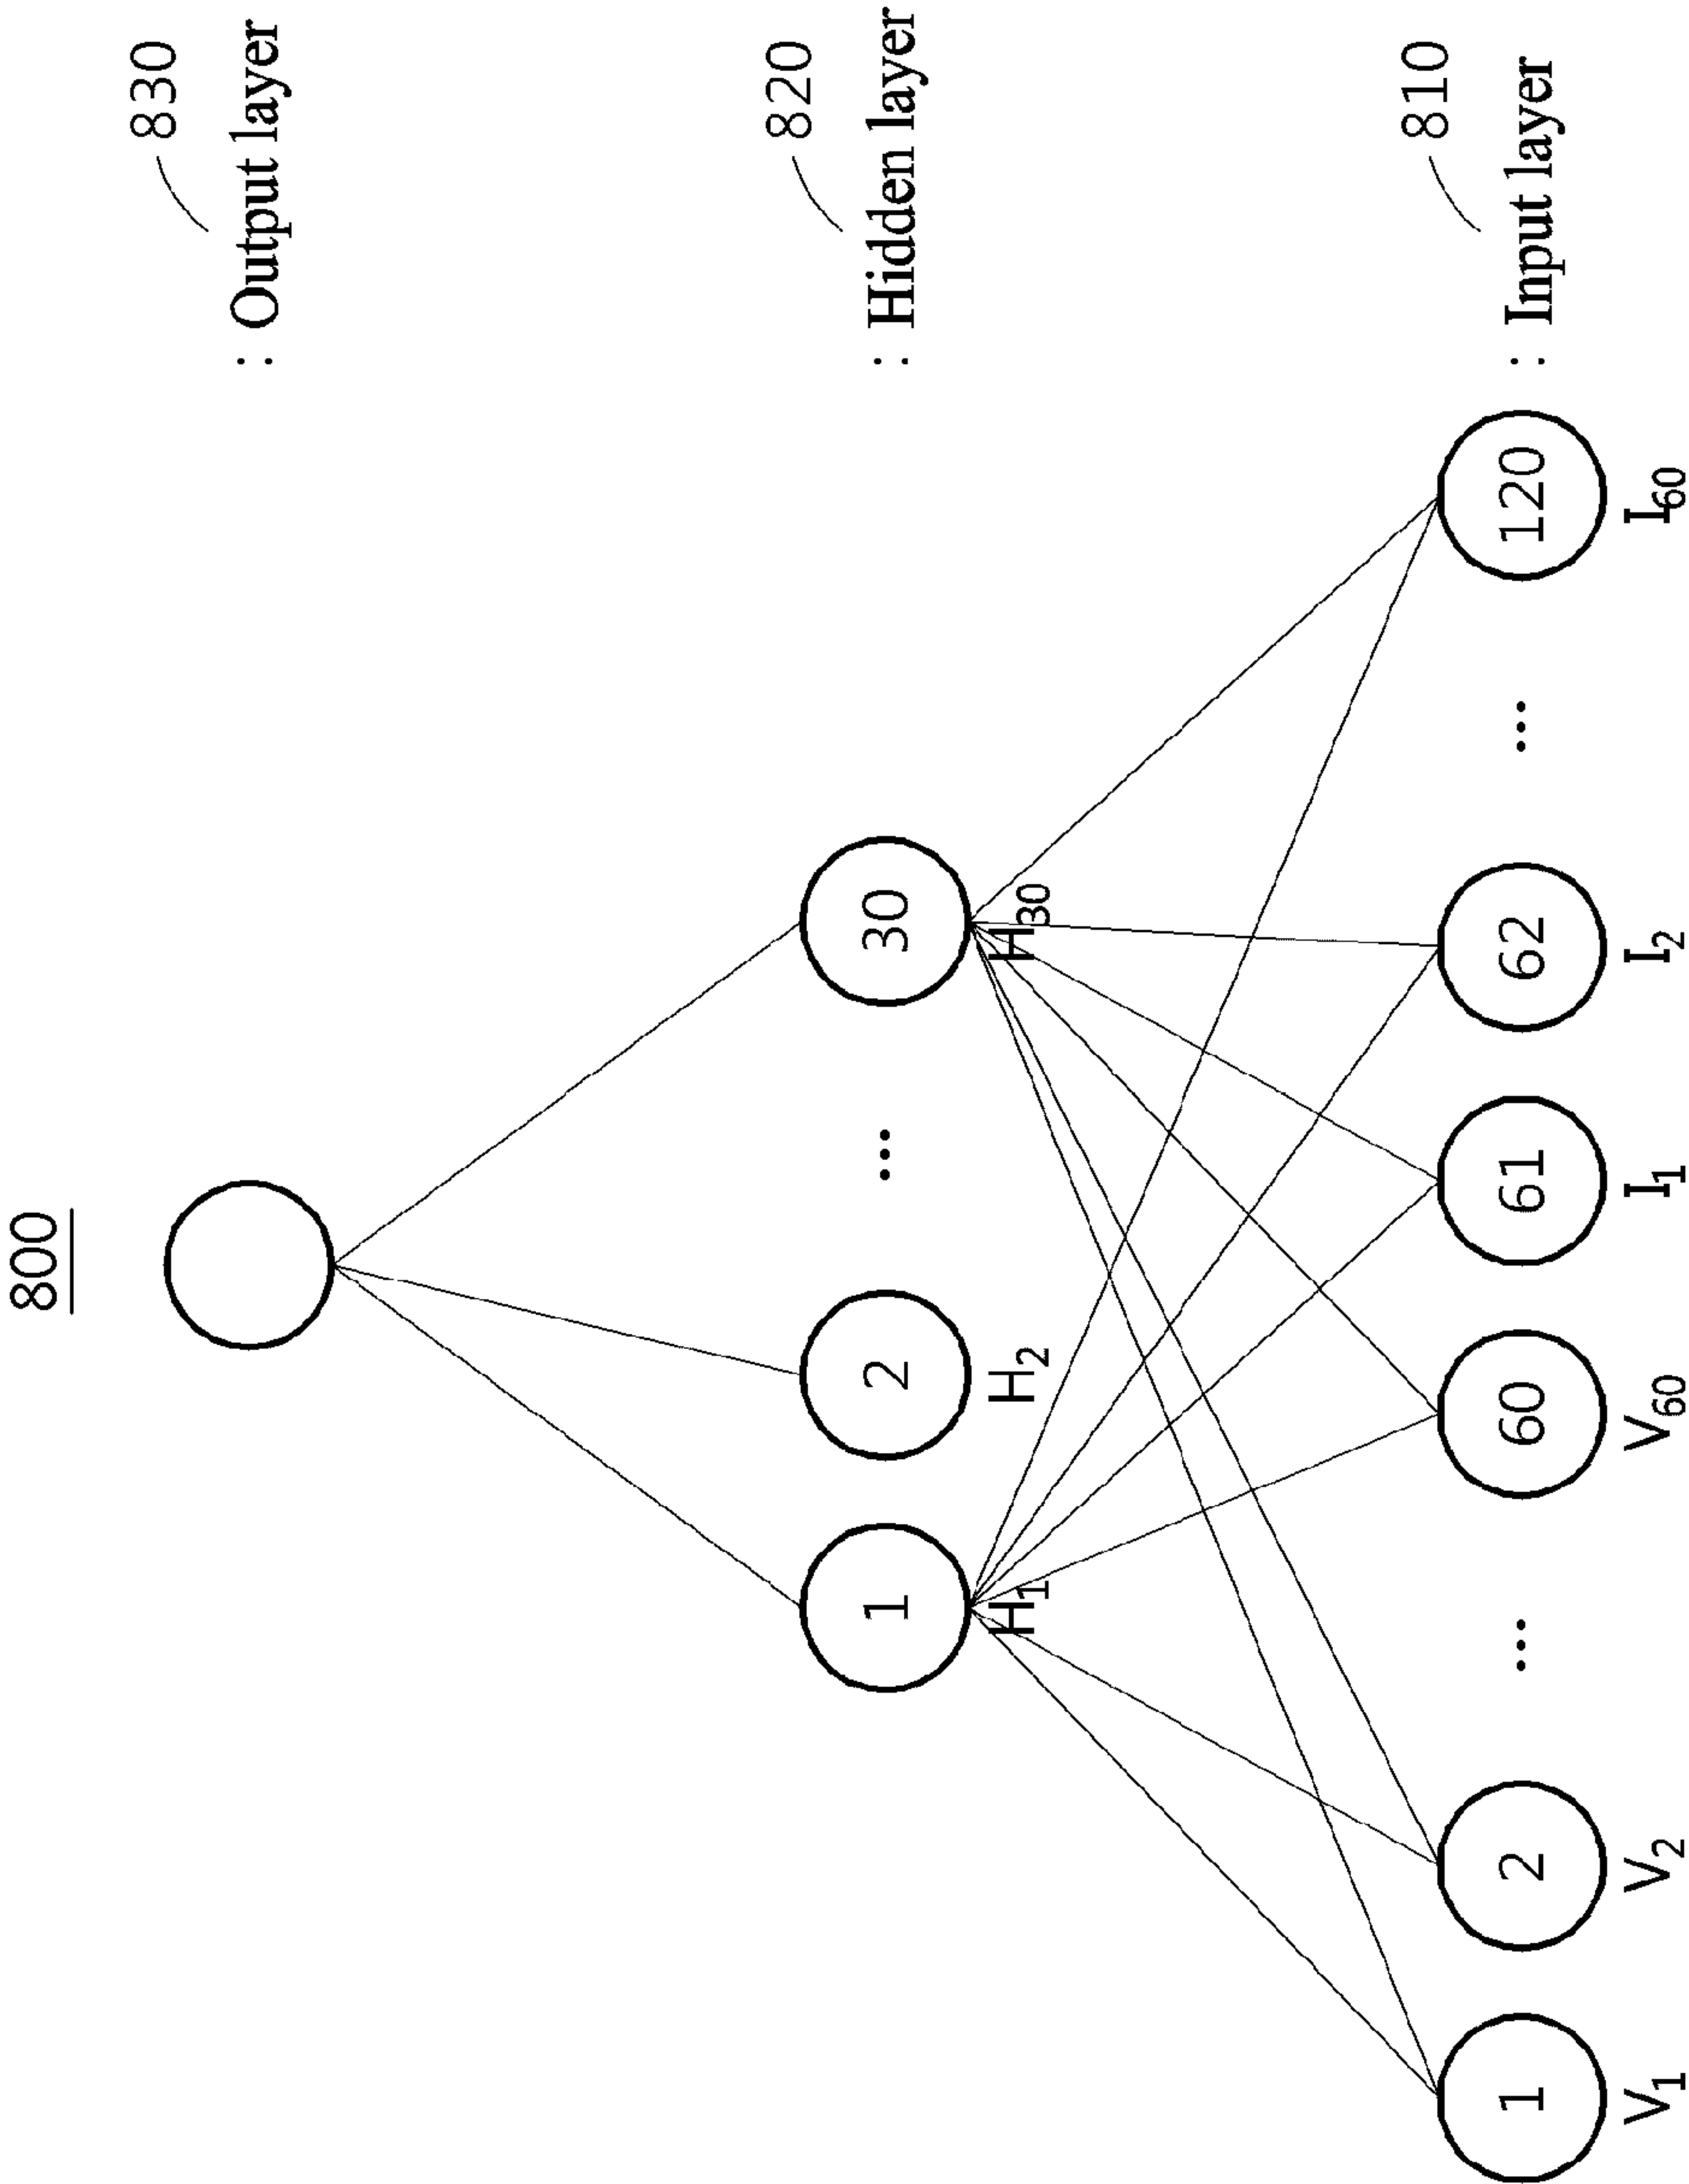 800
830
: Output layer
820
1 2 ... 30
: Hidden layer
H₁ H₂ H₃₀
810
1 2 ... 60 61 62 ... 120
: Input layer
V₁ V₂ V₆₀ I₁ I₂ I₆₀